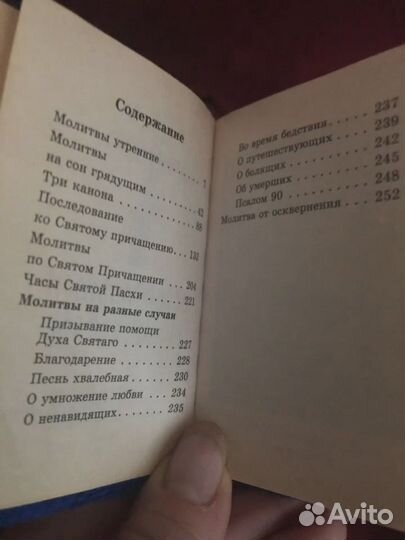 Содержание
Молитвы утренние . . . . . 7
Молитвы
на сон грядущим . . . . . . 42
Три канона . . . . . . . . . . 88
Последование
ко Святому причащению. . . 132
Молитвы
по Святом Причащении . . 204
Часы Святой Пасхи . . . . 221
Молитвы на разные случаи
Призывание помощи
Духа Святаго . . . . . . . . 227
Благодарение . . . . . . . . 228
Песнь хвалебная . . . . . 230
О умножение любви . . . 234
О ненавидящих . . . . . . . 235
Во время бедствия . . . . . 237
О путешествующих . . . . 239
О болящих . . . . . . . . . 242
Об умерших . . . . . . . . 245
Псалом 90 . . . . . . . . . 248
Молитва от осквернения . . . . 252
Avito